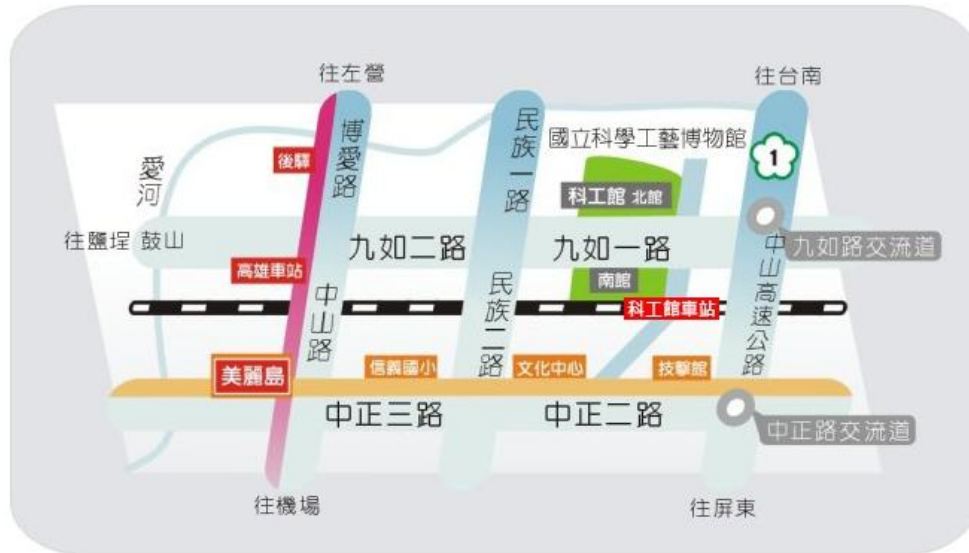 往左營
往台南
博愛路
民族一路
國立科學工藝博物館
1
後驛
愛河
科工館 北館
往鹽埕 鼓山
九如二路
九如一路
九如路交流道
高雄車站
南館
中山路
民族二路
中山高速公路
科工館車站
美麗島
信義國小
文化中心
技擊館
中正三路
中正二路
中正路交流道
往機場
往屏東